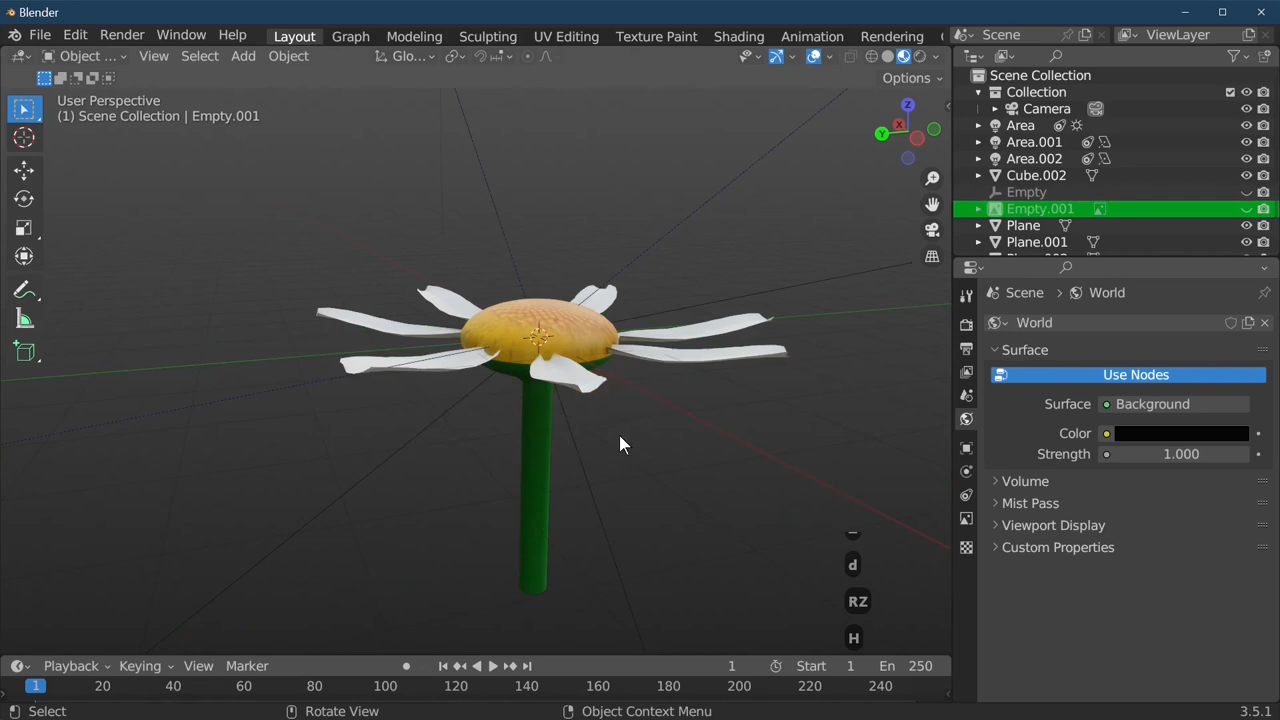 Blender
File Edit Render Window Help Layout Graph Modeling Sculpting UV Editing Texture Paint Shading Animation Rendering Scene ViewLayer
Object ... View Select Add Object Glo...
Options
User Perspective
(1) Scene Collection | Empty.001
Z
X
Y
Scene Collection
Collection
Camera
Area
Area.001
Area.002
Cube.002
Empty
Empty.001
Plane
Plane.001
Scene > World
World
Surface
Use Nodes
Surface Background
Color
Strength 1.000
Volume
Mist Pass
Viewport Display
Custom Properties
d
RZ
H
Playback Keying View Marker 1 Start 1 En 250
1 20 40 60 80 100 120 140 160 180 200 220 240
Select Rotate View Object Context Menu 3.5.1